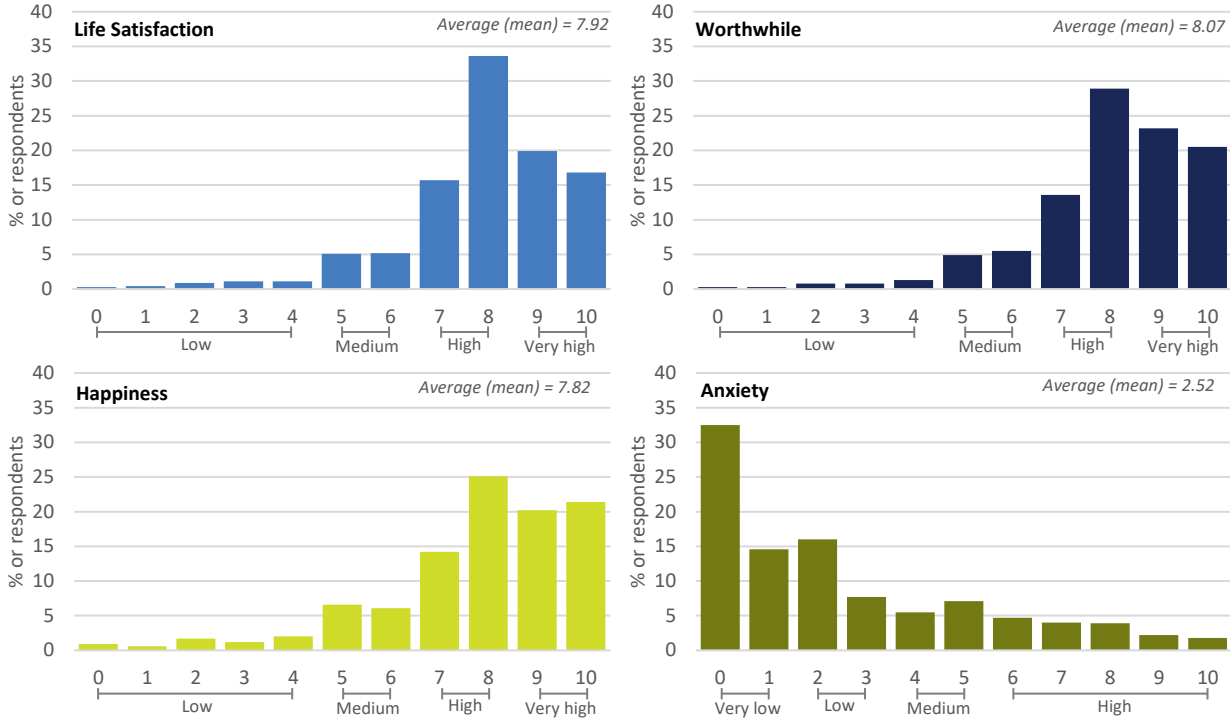 Life Satisfaction
Average (mean) = 7.92
% or respondents
40
35
30
25
20
15
10
5
0
0 1 2 3 4 5 6 7 8 9 10
Low Medium High Very high
Worthwhile
Average (mean) = 8.07
% or respondents
40
35
30
25
20
15
10
5
0
0 1 2 3 4 5 6 7 8 9 10
Low Medium High Very high
Happiness
Average (mean) = 7.82
% or respondents
40
35
30
25
20
15
10
5
0
0 1 2 3 4 5 6 7 8 9 10
Low Medium High Very high
Anxiety
Average (mean) = 2.52
% or respondents
40
35
30
25
20
15
10
5
0
0 1 2 3 4 5 6 7 8 9 10
Very low Low Medium High